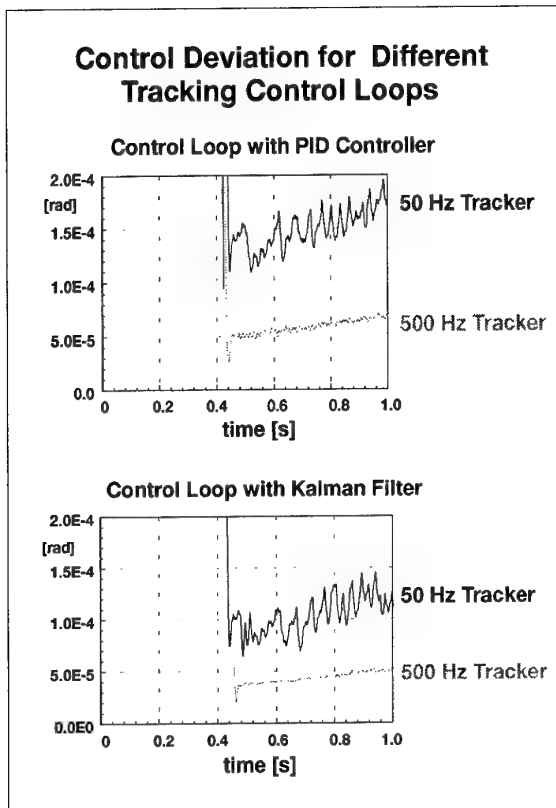 Control Deviation for Different
Tracking Control Loops
Control Loop with PID Controller
2.0E-4
[rad]
1.5E-4
1.0E-4
5.0E-5
0.0
0 0.2 0.4 0.6 0.8 1.0
time [s]
50 Hz Tracker
500 Hz Tracker
Control Loop with Kalman Filter
2.0E-4
[rad]
1.5E-4
1.0E-4
5.0E-5
0.0E0
0 0.2 0.4 0.6 0.8 1.0
time [s]
50 Hz Tracker
500 Hz Tracker